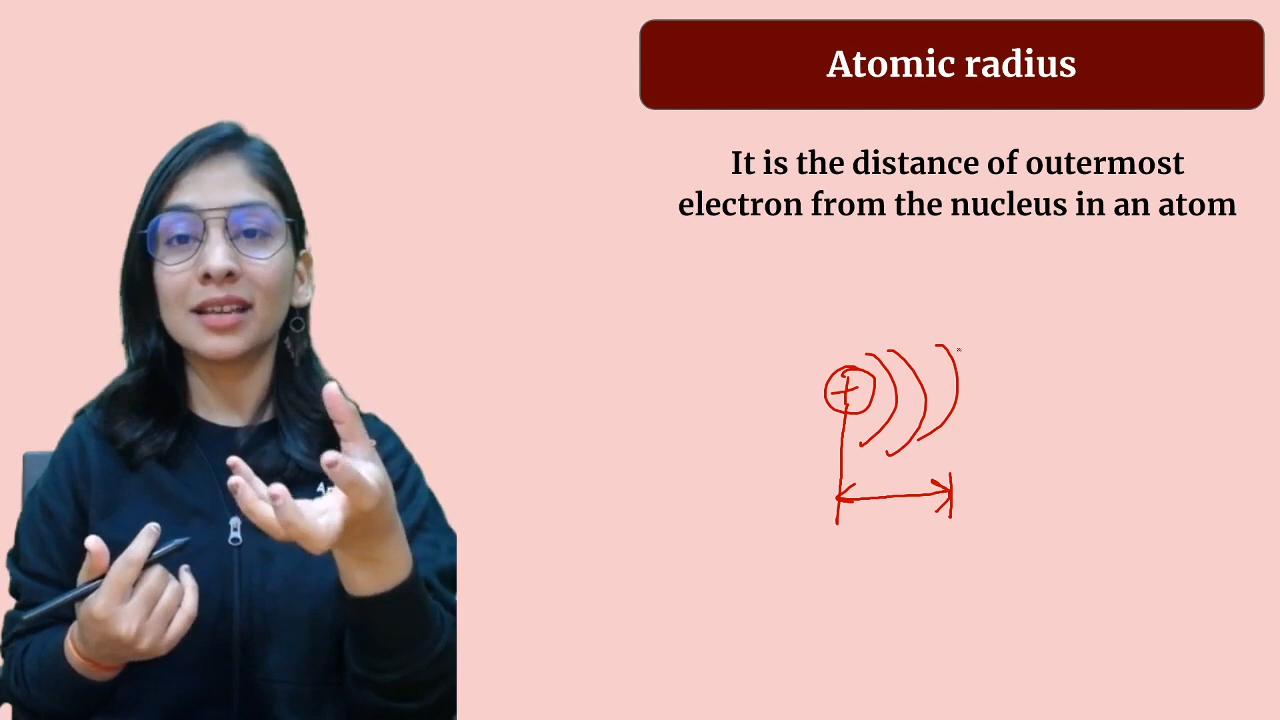 Atomic radius
It is the distance of outermost
electron from the nucleus in an atom
+